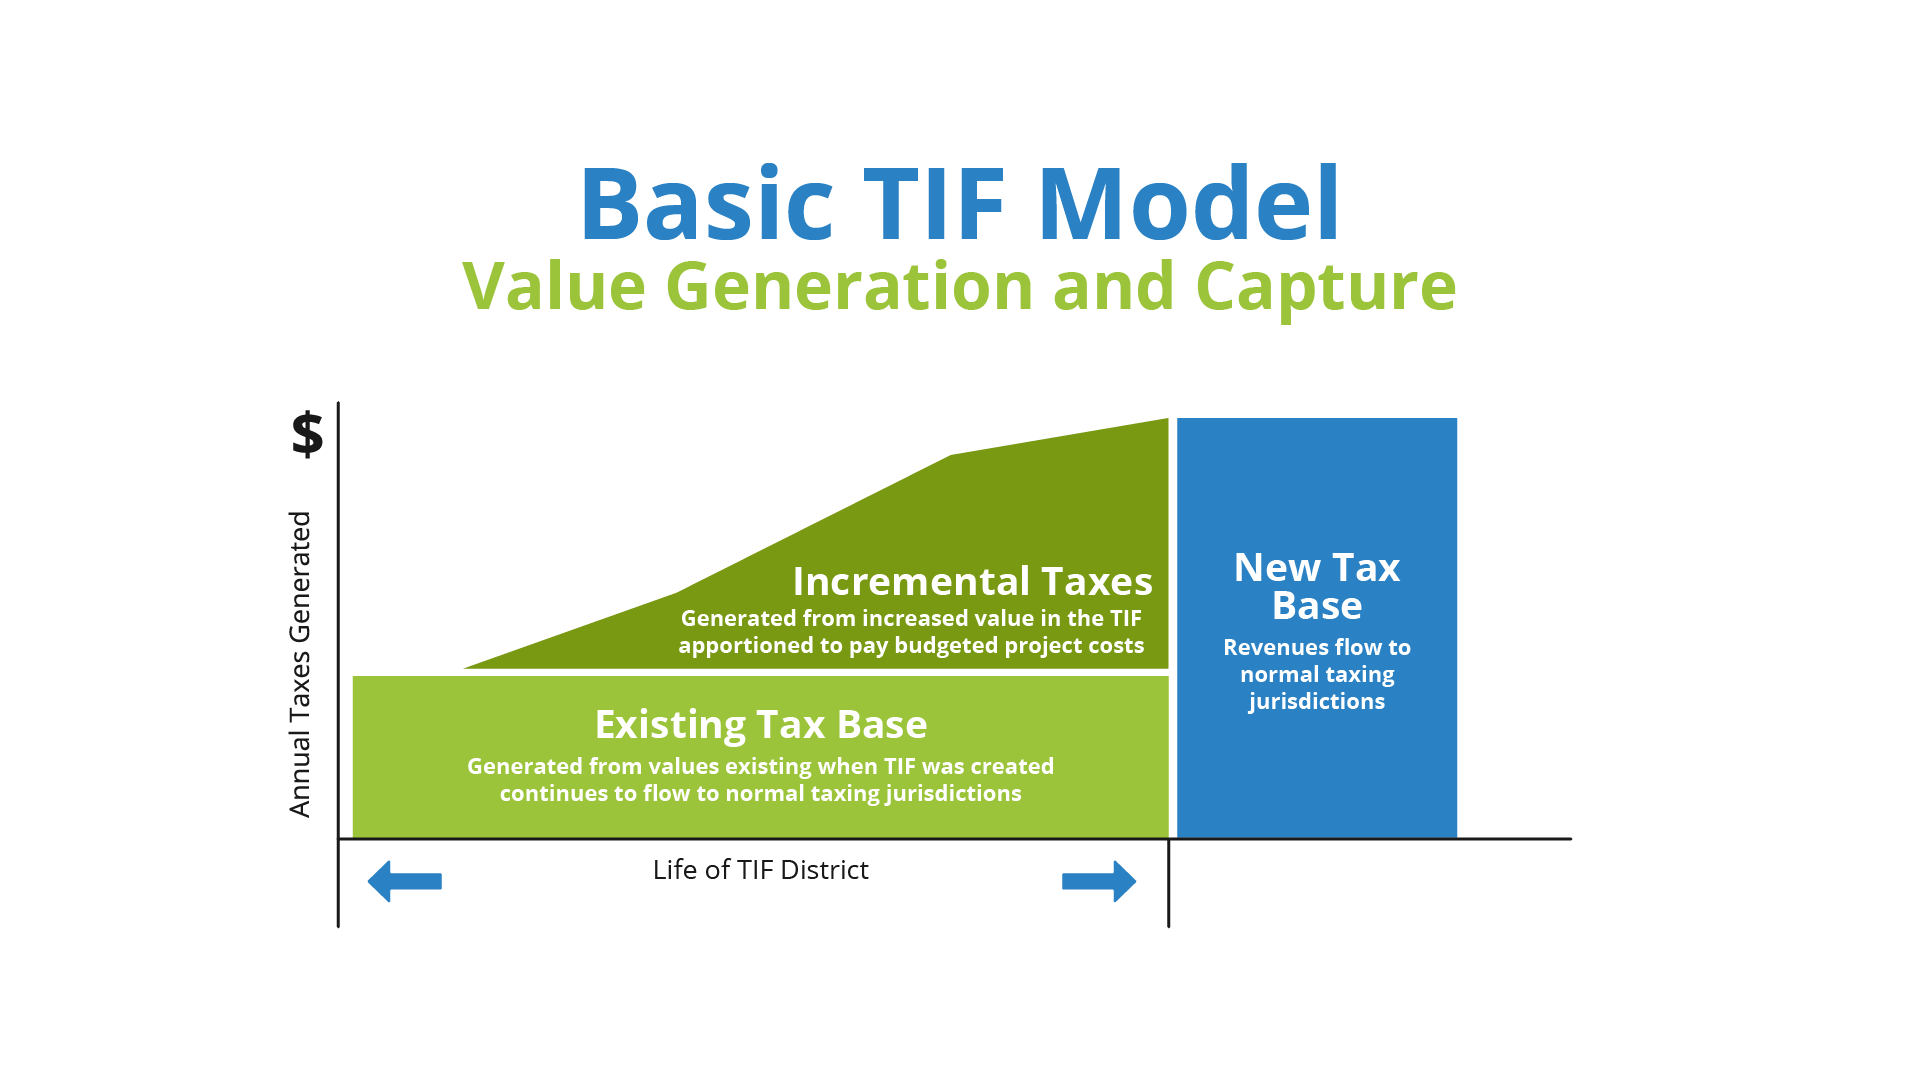 Basic TIF Model
Value Generation and Capture
$
Annual Taxes Generated
Incremental Taxes
Generated from increased value in the TIF
apportioned to pay budgeted project costs
Existing Tax Base
Generated from values existing when TIF was created
continues to flow to normal taxing jurisdictions
New Tax
Base
Revenues flow to
normal taxing
jurisdictions
Life of TIF District